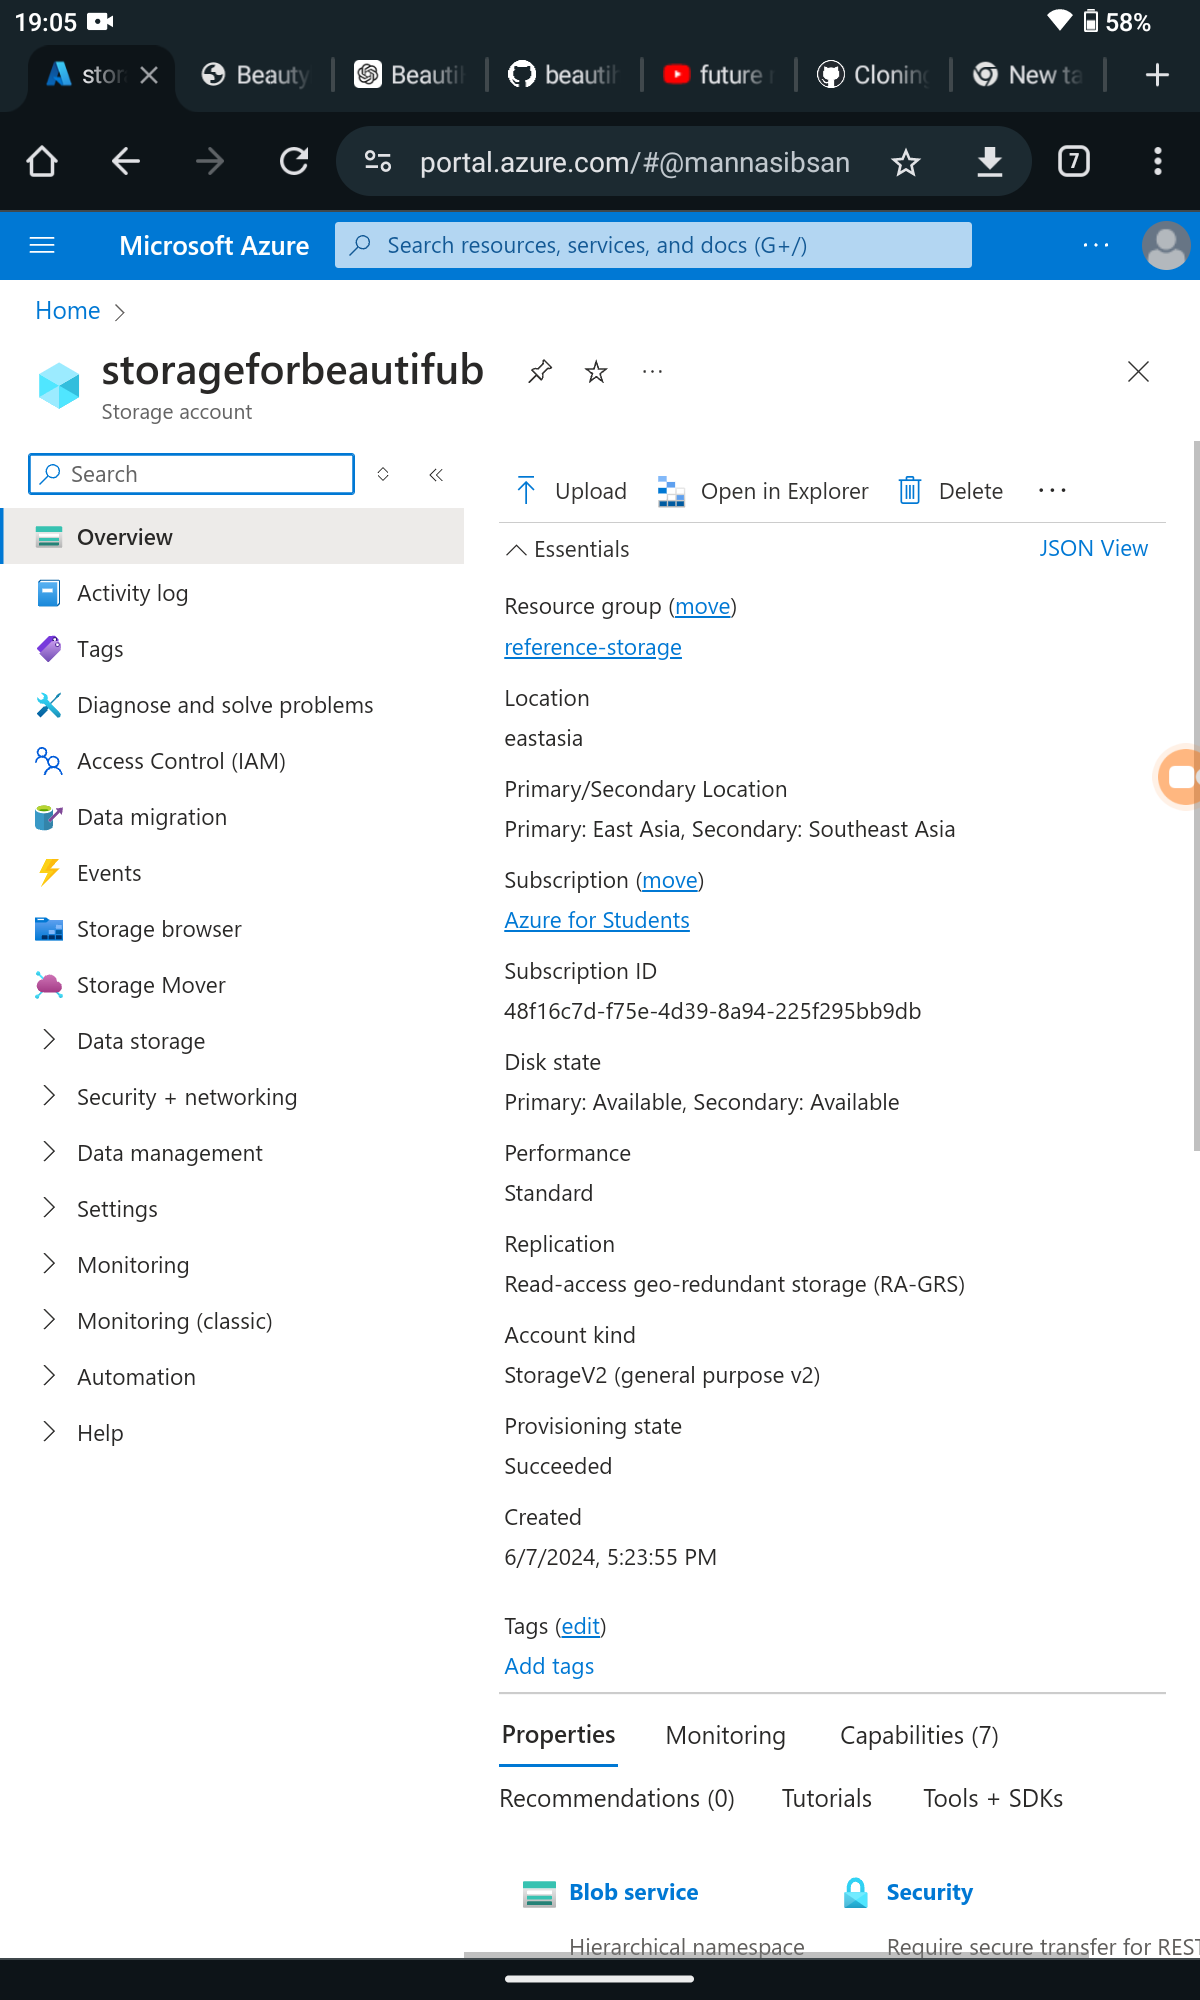 19:05
58%
stor
Beauty
Beauti
beautif
future
Cloning
New ta
portal.azure.com/#@mannasibsan
7
Microsoft Azure
Search resources, services, and docs (G+/)
Home
storageforbeautifub
Storage account
Search
Overview
Activity log
Tags
Diagnose and solve problems
Access Control (IAM)
Data migration
Events
Storage browser
Storage Mover
Data storage
Security + networking
Data management
Settings
Monitoring
Monitoring (classic)
Automation
Help
Upload
Open in Explorer
Delete
Essentials
JSON View
Resource group (move)
reference-storage
Location
eastasia
Primary/Secondary Location
Primary: East Asia, Secondary: Southeast Asia
Subscription (move)
Azure for Students
Subscription ID
48f16c7d-f75e-4d39-8a94-225f295bb9db
Disk state
Primary: Available, Secondary: Available
Performance
Standard
Replication
Read-access geo-redundant storage (RA-GRS)
Account kind
StorageV2 (general purpose v2)
Provisioning state
Succeeded
Created
6/7/2024, 5:23:55 PM
Tags (edit)
Add tags
Properties
Monitoring
Capabilities (7)
Recommendations (0)
Tutorials
Tools + SDKs
Blob service
Security
Hierarchical namespace
Require secure transfer for REST